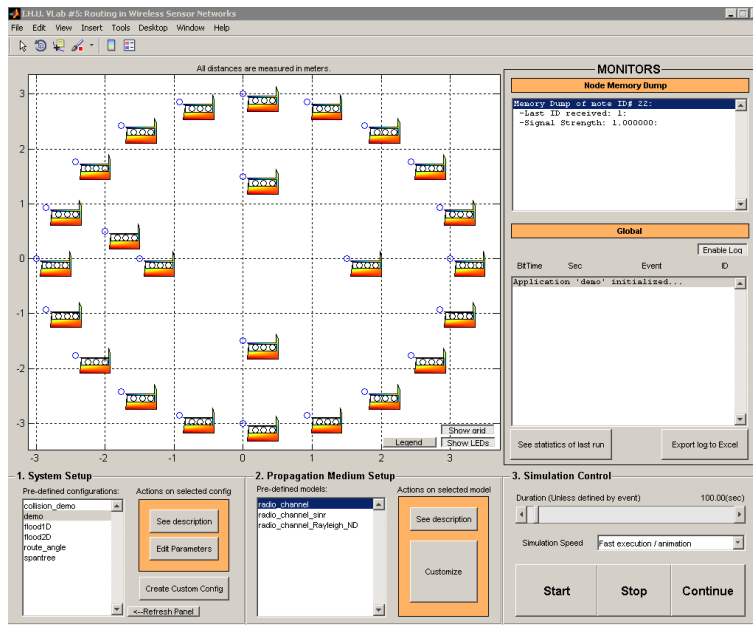 I.H.U. VLab #5: Routing in Wireless Sensor Networks
File Edit View Insert Tools Desktop Window Help
All distances are measured in meters.
3
2
1
0
-1
-2
-3
-3 -2 -1 0 1 2 3
Show grid
Legend Show LEDs
MONITORS
Node Memory Dump
Memory Dump of mote ID# 22:
-Last ID received: 1:
-Signal Strength: 1.000000:
Global
Enable Log
BitTime Sec Event ID
Application 'demo' initialized...
See statistics of last run Export log to Excel
1. System Setup
Pre-defined configurations: Actions on selected config
collision_demo
demo
flood1D
flood2D
route_angle
spantree
See description
Edit Parameters
Create Custom Config
<--Refresh Panel
2. Propagation Medium Setup
Pre-defined models: Actions on selected model
radio_channel
radio_channel_sinr
radio_channel_Rayleigh_ND
See description
Customize
3. Simulation Control
Duration (Unless defined by event) 100.00(sec)
Simulation Speed Fast execution / animation
Start Stop Continue